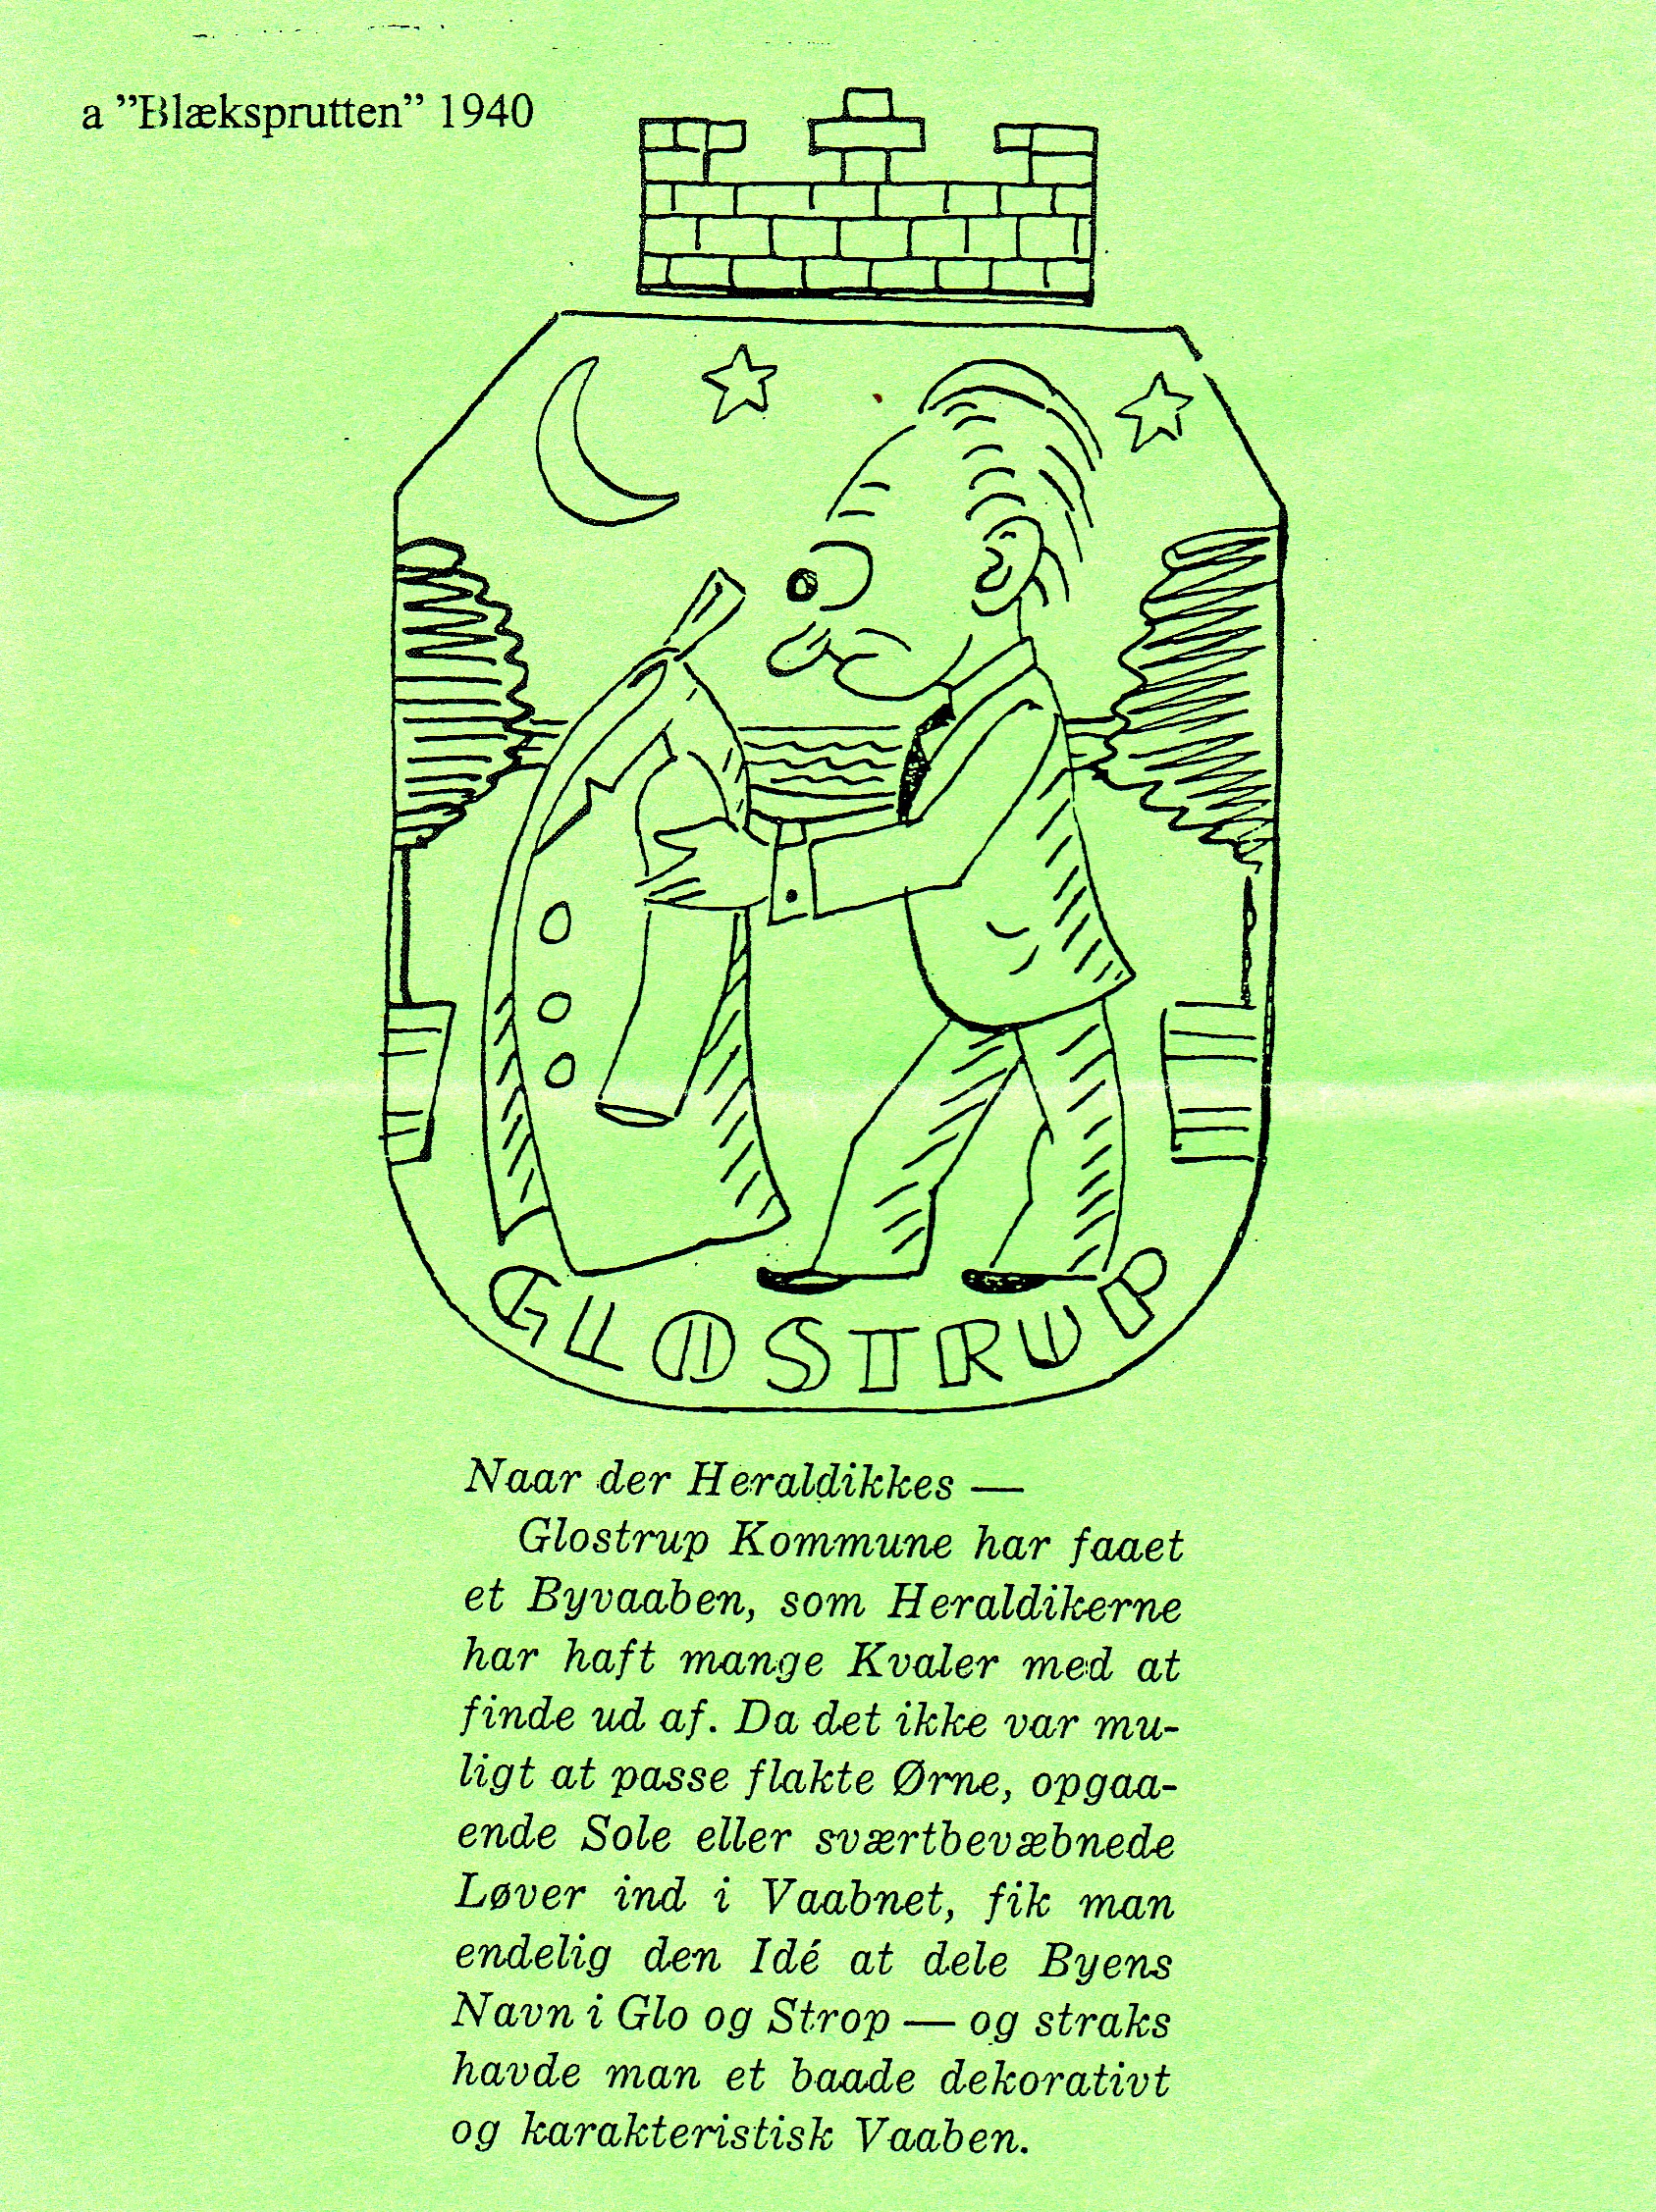 a ”Blæksprutten” 1940
GLOSTRUP
Naar der Heraldikkes —
Glostrup Kommune har faaet
et Byvaaben, som Heraldikerne
har haft mange Kvaler med at
finde ud af. Da det ikke var mu-
ligt at passe flakte Ørne, opgaa-
ende Sole eller sværtbevæbnede
Løver ind i Vaabnet, fik man
endelig den Idé at dele Byens
Navn i Glo og Strop — og straks
havde man et baade dekorativt
og karakteristisk Vaaben.